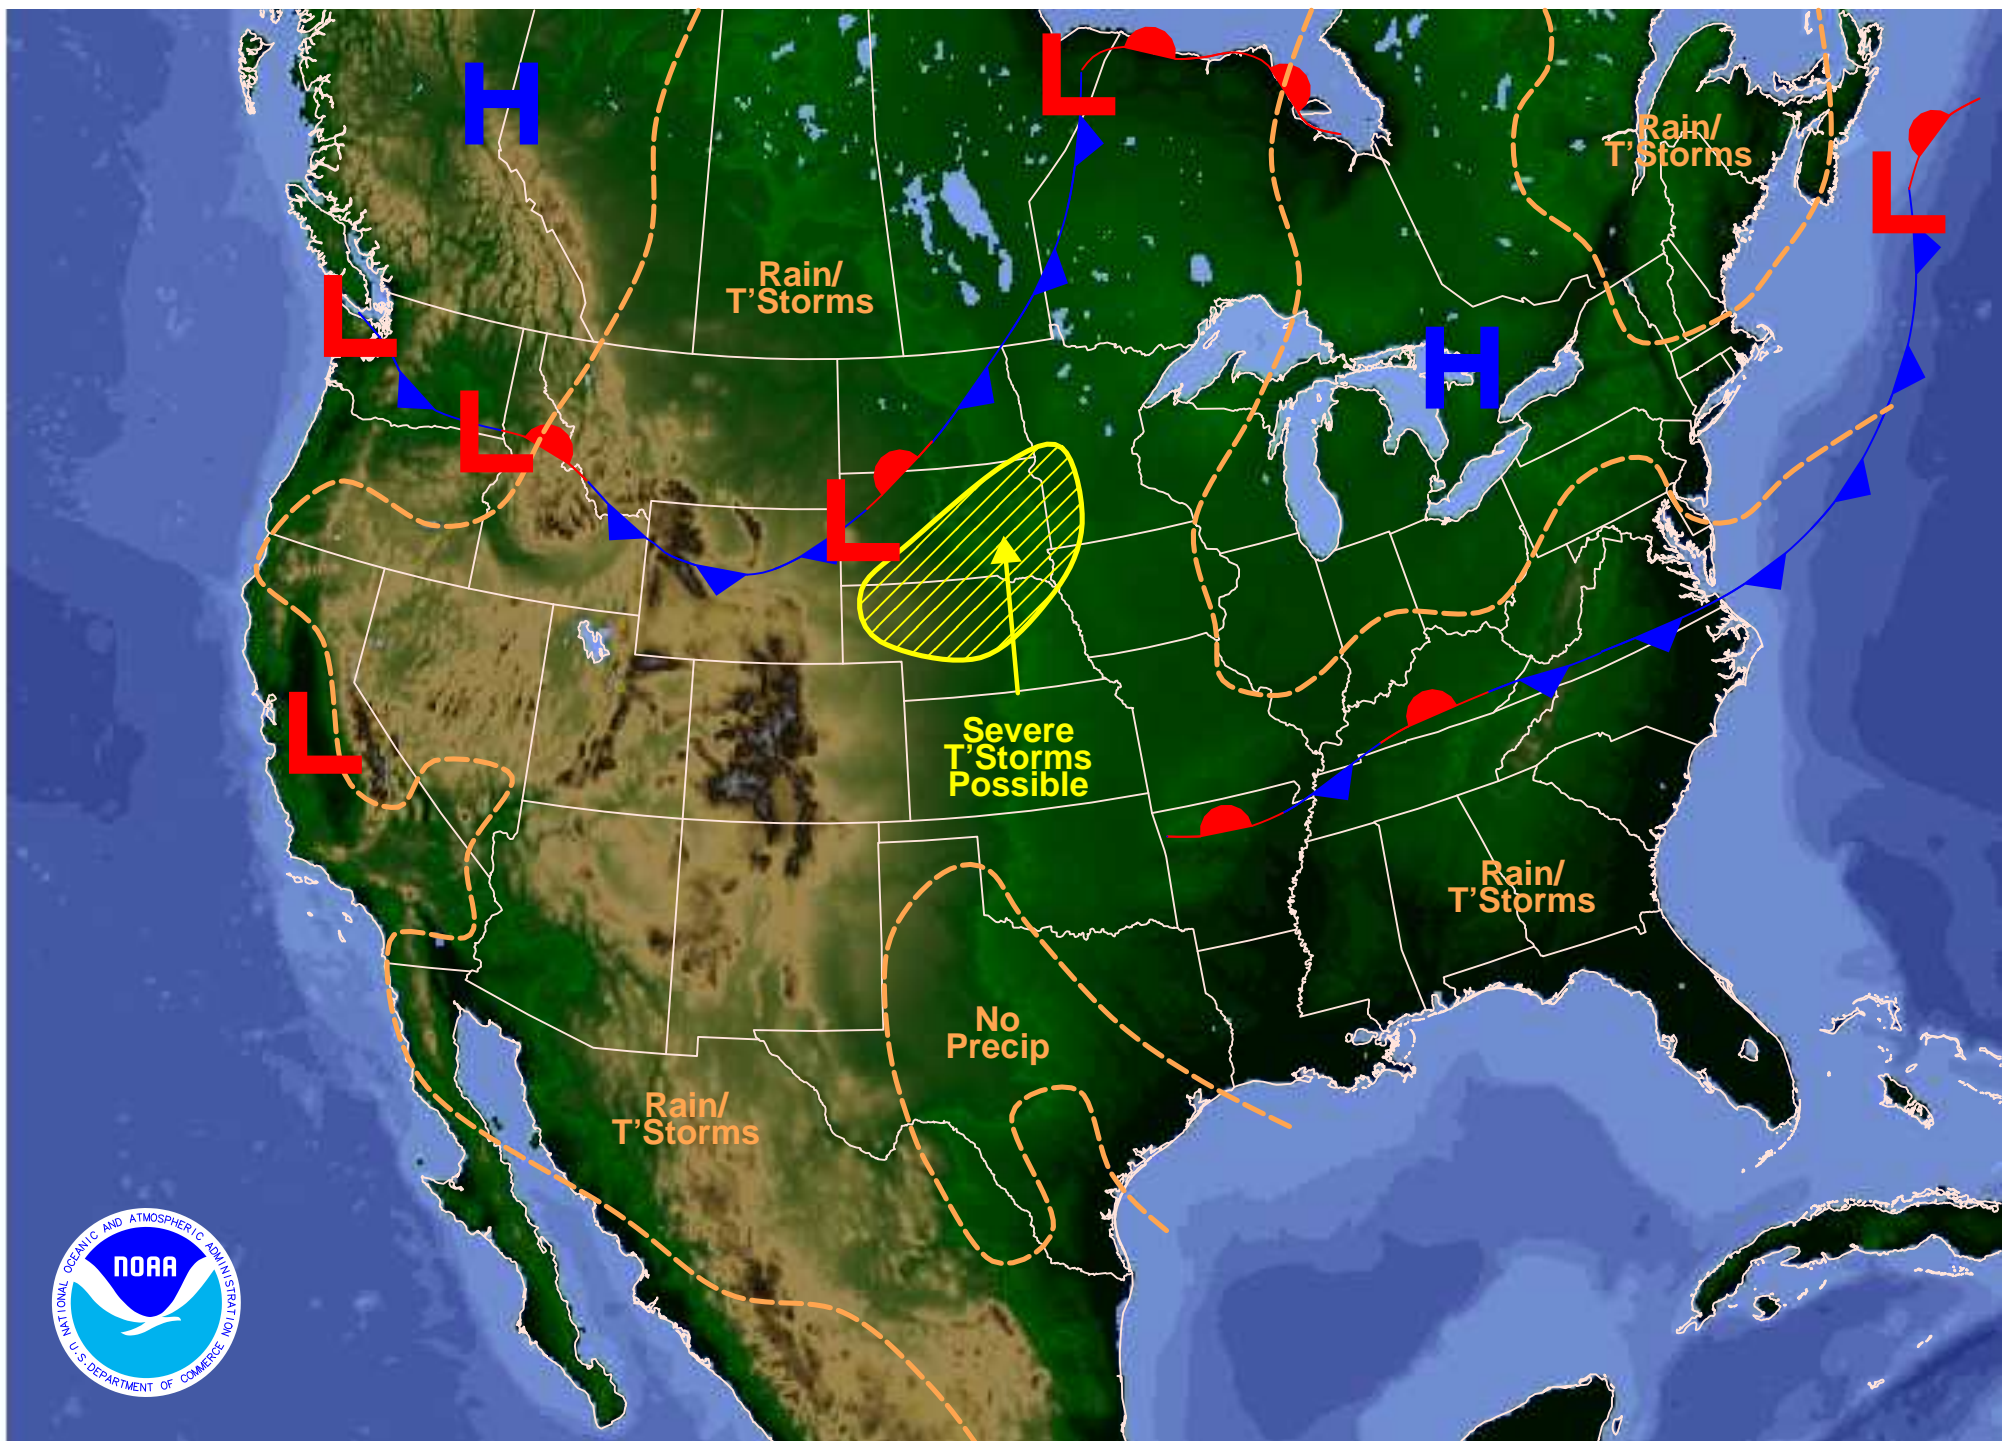 H
L
Rain/
T'Storms
L
Rain/
T'Storms
L
H
L
L
Severe
T'Storms
Possible
L
Rain/
T'Storms
No
Precip
Rain/
T'Storms
NATIONAL OCEANIC AND ATMOSPHERIC ADMINISTRATION
NOAA
U.S. DEPARTMENT OF COMMERCE